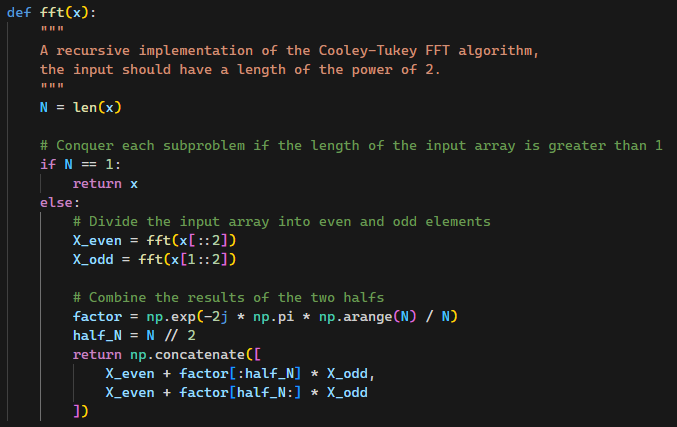 def fft(x):
    """
    A recursive implementation of the Cooley-Tukey FFT algorithm,
    the input should have a length of the power of 2.
    """
    N = len(x)

    # Conquer each subproblem if the length of the input array is greater than 1
    if N == 1:
        return x
    else:
        # Divide the input array into even and odd elements
        X_even = fft(x[::2])
        X_odd = fft(x[1::2])

        # Combine the results of the two halfs
        factor = np.exp(-2j * np.pi * np.arange(N) / N)
        half_N = N // 2
        return np.concatenate([
            X_even + factor[:half_N] * X_odd,
            X_even + factor[half_N:] * X_odd
        ])